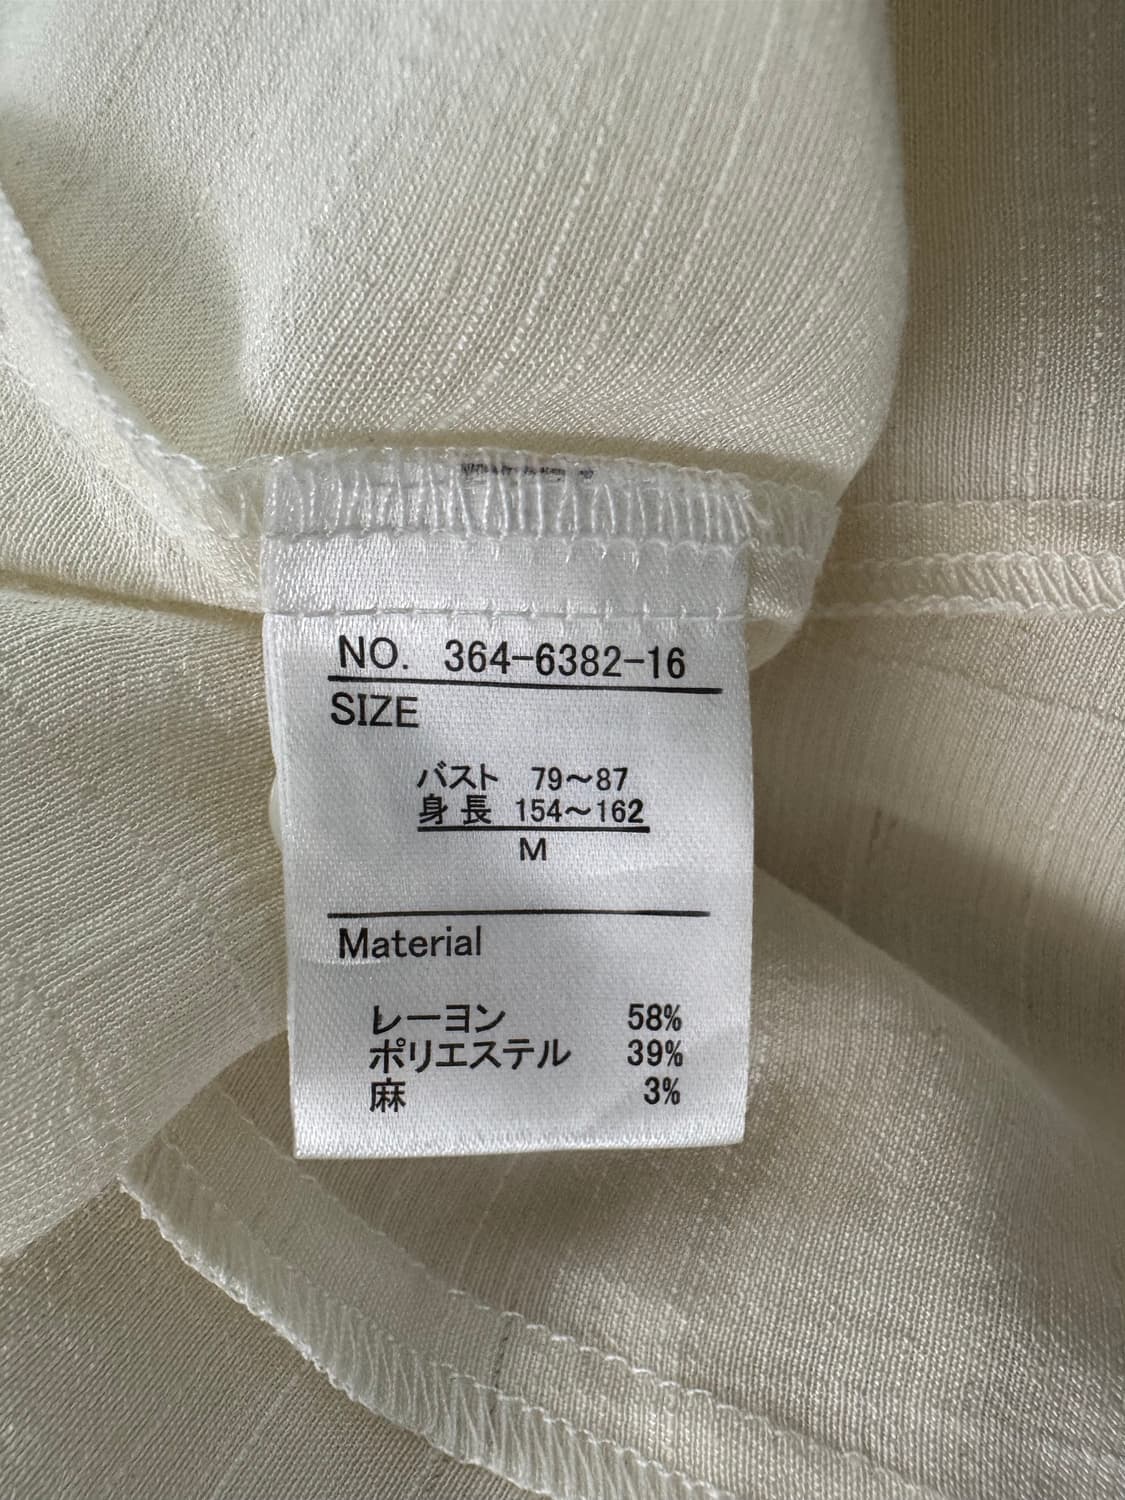 NO. 364-6382-16
SIZE
バスト 79～87
身長 154～162
M
Material
レーヨン 58%
ポリエステル 39%
麻 3%